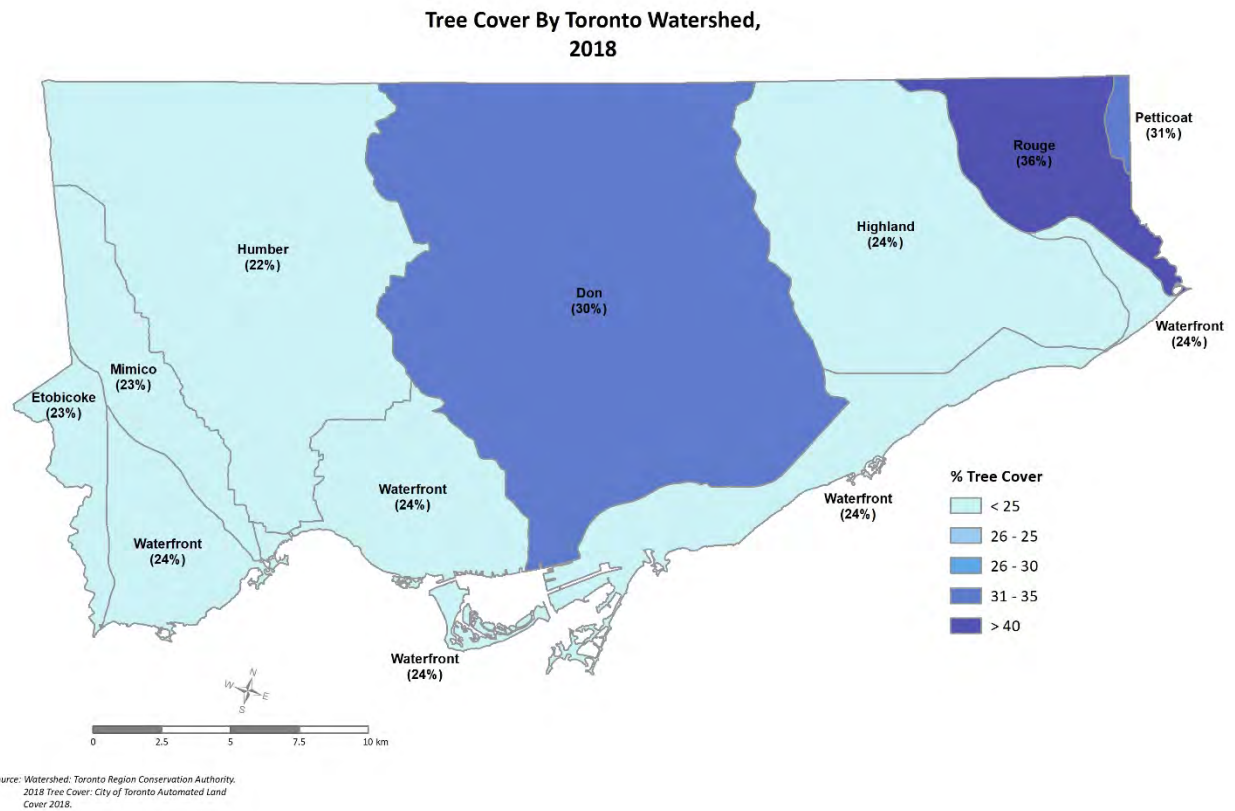 Tree Cover By Toronto Watershed,
2018
Petticoat
(31%)
Rouge
(36%)
Highland
(24%)
Humber
(22%)
Don
(30%)
Waterfront
(24%)
Mimico
(23%)
Etobicoke
(23%)
Waterfront
(24%)
Waterfront
(24%)
Waterfront
(24%)
Waterfront
(24%)
% Tree Cover
< 25
26 - 25
26 - 30
31 - 35
> 40
N
W E
S
0 2.5 5 7.5 10 km
urce: Watershed: Toronto Region Conservation Authority.
2018 Tree Cover: City of Toronto Automated Land
Cover 2018.